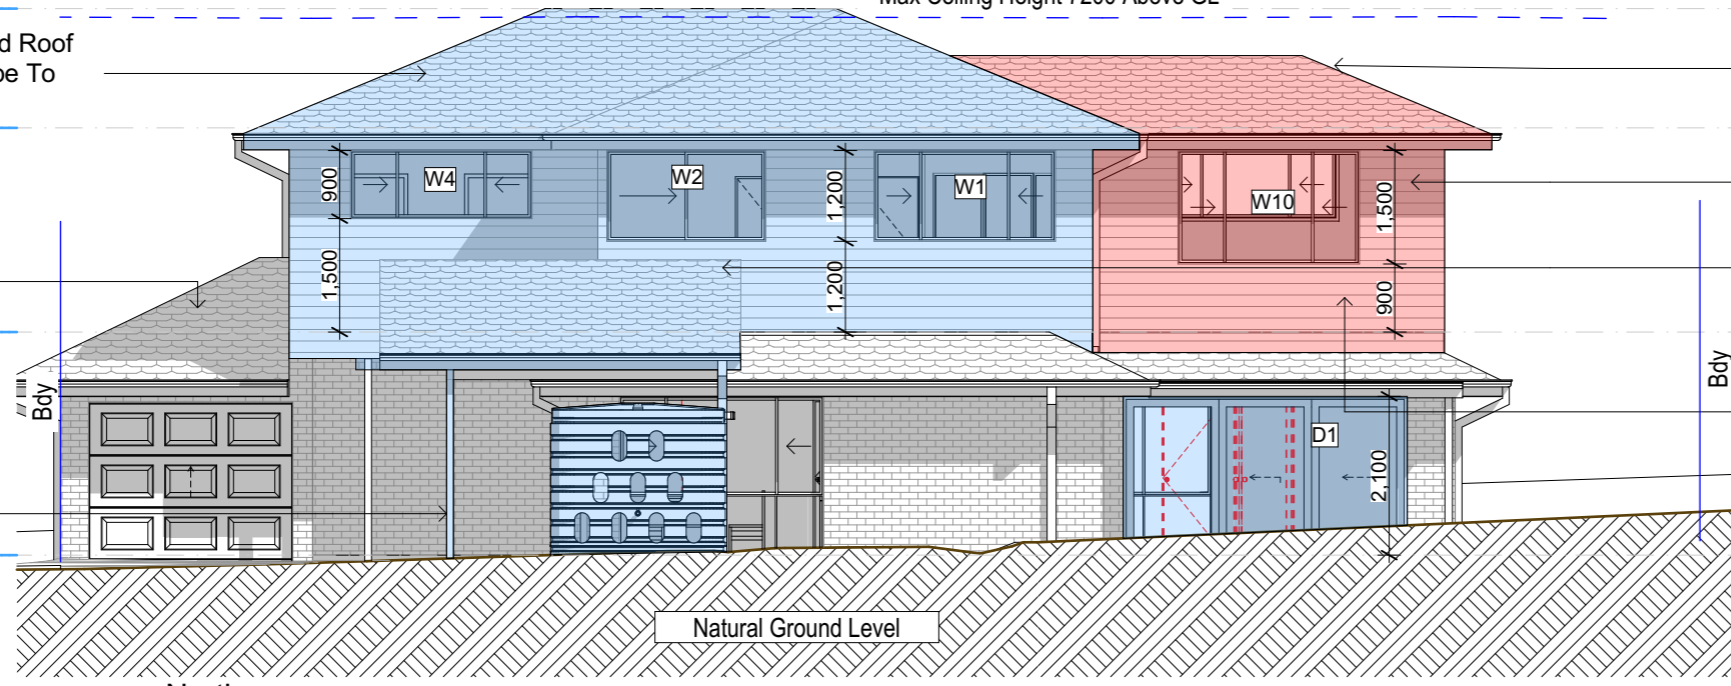 Max Ceiling Height 7200 Above GL
d Roof
pe To
W4
W2
W1
W10
900
1,500
1,200
1,200
1,500
900
D1
2,100
Bdy
Bdy
Natural Ground Level